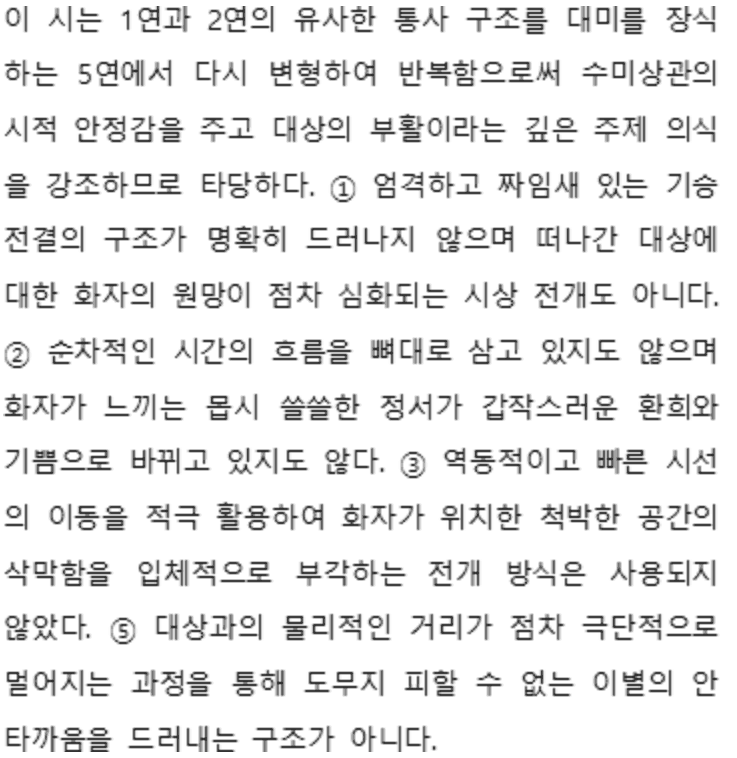 이 시는 1연과 2연의 유사한 통사 구조를 대미를 장식
하는 5연에서 다시 변형하여 반복함으로써 수미상관의
시적 안정감을 주고 대상의 부활이라는 깊은 주제 의식
을 강조하므로 타당하다. ① 엄격하고 짜임새 있는 기승
전결의 구조가 명확히 드러나지 않으며 떠나간 대상에
대한 화자의 원망이 점차 심화되는 시상 전개도 아니다.
② 순차적인 시간의 흐름을 뼈대로 삼고 있지도 않으며
화자가 느끼는 몹시 쓸쓸한 정서가 갑작스러운 환희와
기쁨으로 바뀌고 있지도 않다. ③ 역동적이고 빠른 시선
의 이동을 적극 활용하여 화자가 위치한 척박한 공간의
삭막함을 입체적으로 부각하는 전개 방식은 사용되지
않았다. ⑤ 대상과의 물리적인 거리가 점차 극단적으로
멀어지는 과정을 통해 도무지 피할 수 없는 이별의 안
타까움을 드러내는 구조가 아니다.